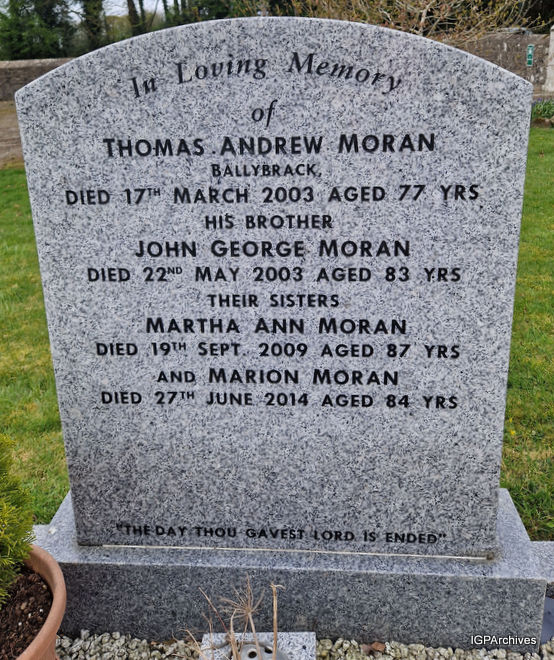 In Loving Memory
of
THOMAS ANDREW MORAN
BALLYBRACK,
DIED 17TH MARCH 2003 AGED 77 YRS
HIS BROTHER
JOHN GEORGE MORAN
DIED 22ND MAY 2003 AGED 83 YRS
THEIR SISTERS
MARTHA ANN MORAN
DIED 19TH SEPT. 2009 AGED 87 YRS
AND MARION MORAN
DIED 27TH JUNE 2014 AGED 84 YRS
"THE DAY THOU GAVEST LORD IS ENDED"
IGPArchives